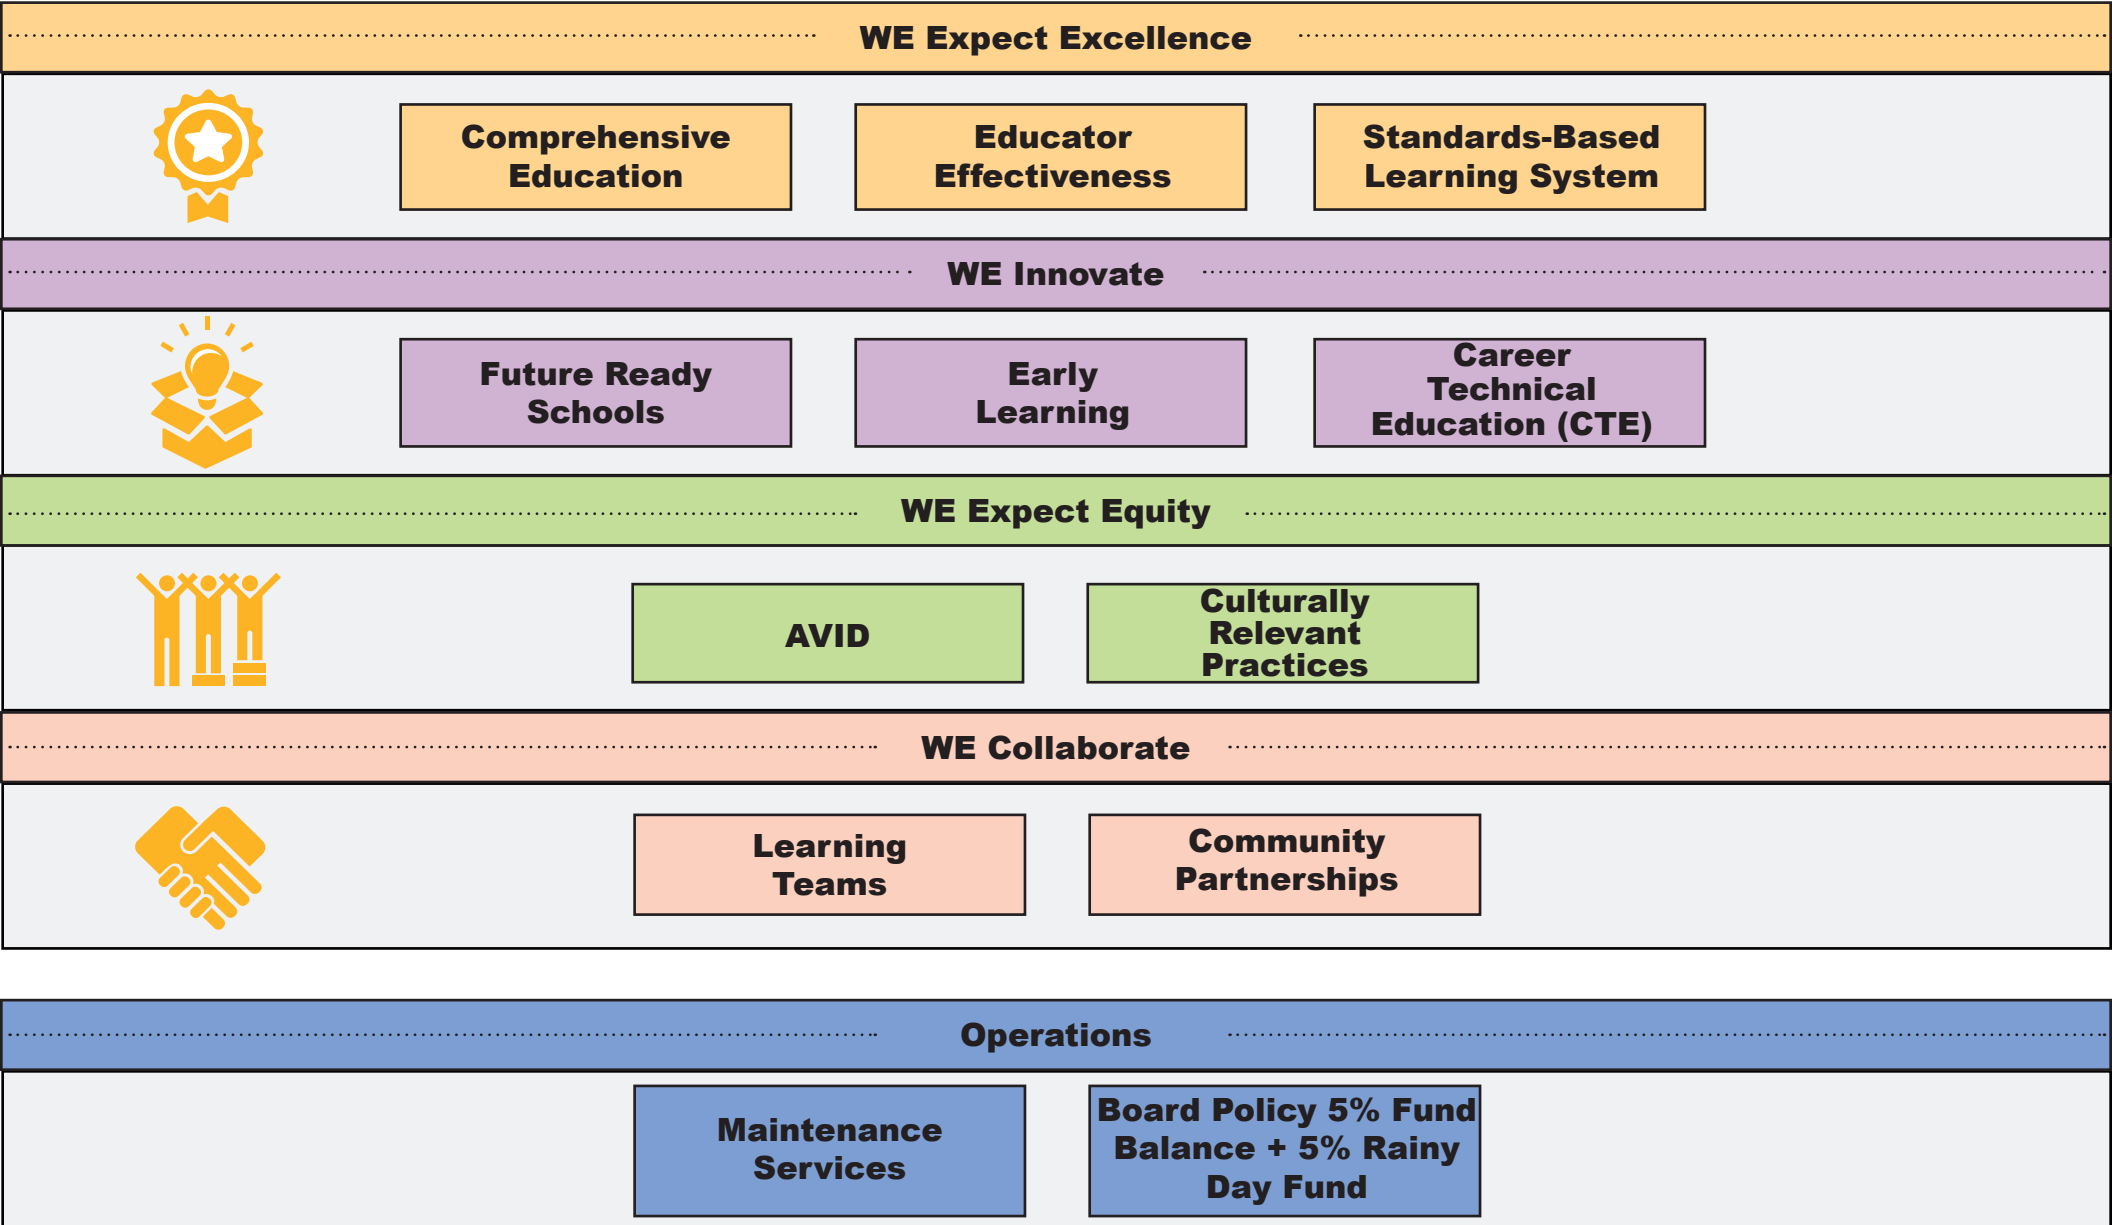 WE Expect Excellence
Comprehensive
Education
Educator
Effectiveness
Standards-Based
Learning System
WE Innovate
Future Ready
Schools
Early
Learning
Career
Technical
Education (CTE)
WE Expect Equity
AVID
Culturally
Relevant
Practices
WE Collaborate
Learning
Teams
Community
Partnerships
Operations
Maintenance
Services
Board Policy 5% Fund
Balance + 5% Rainy
Day Fund